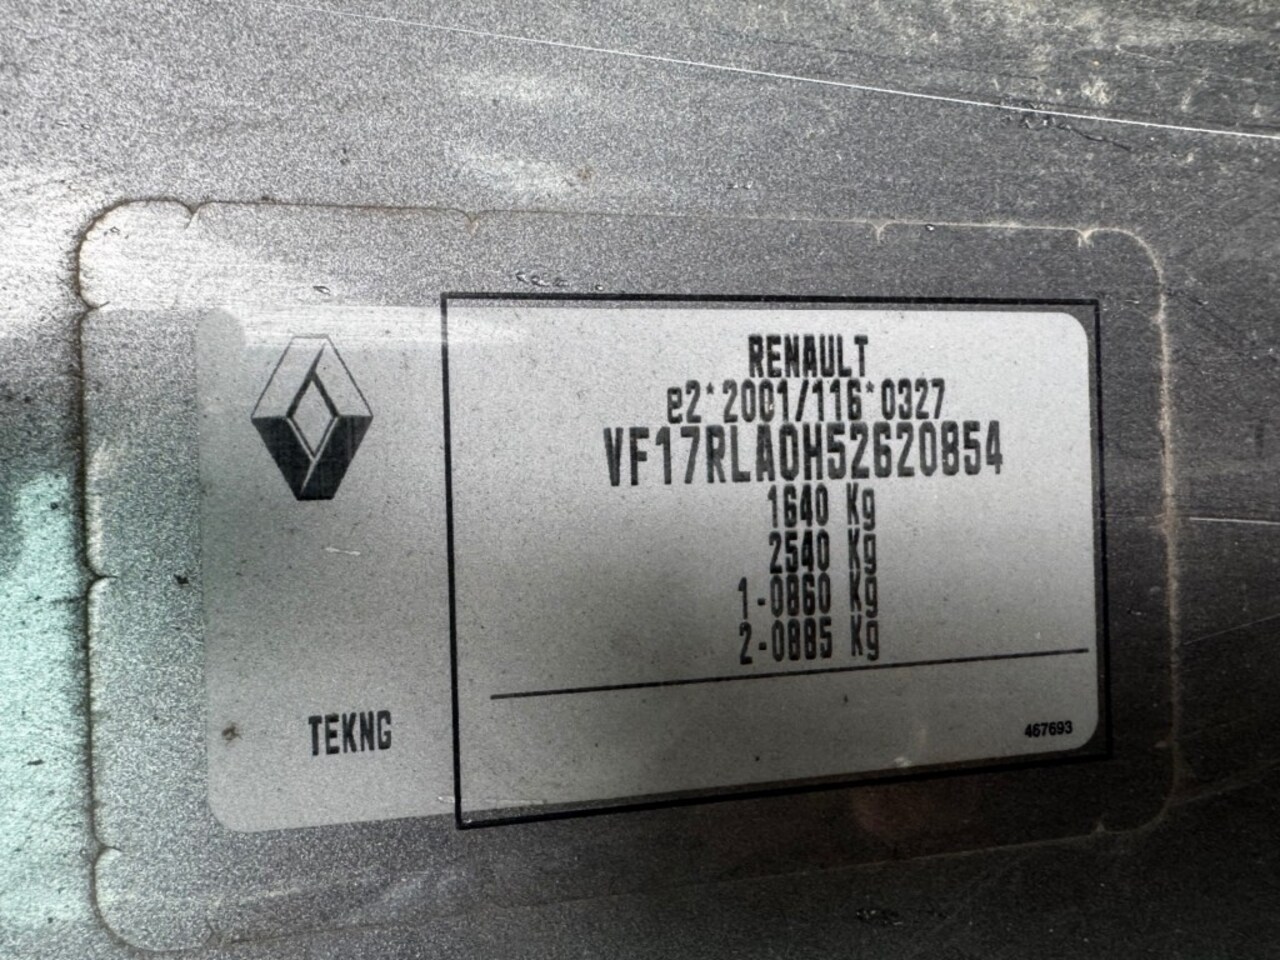 RENAULT
e2*2001/116*0327
VF17RLA0H52620854
1640 Kg
2540 Kg
1-0860 Kg
2-0885 Kg
TEKNG
467693